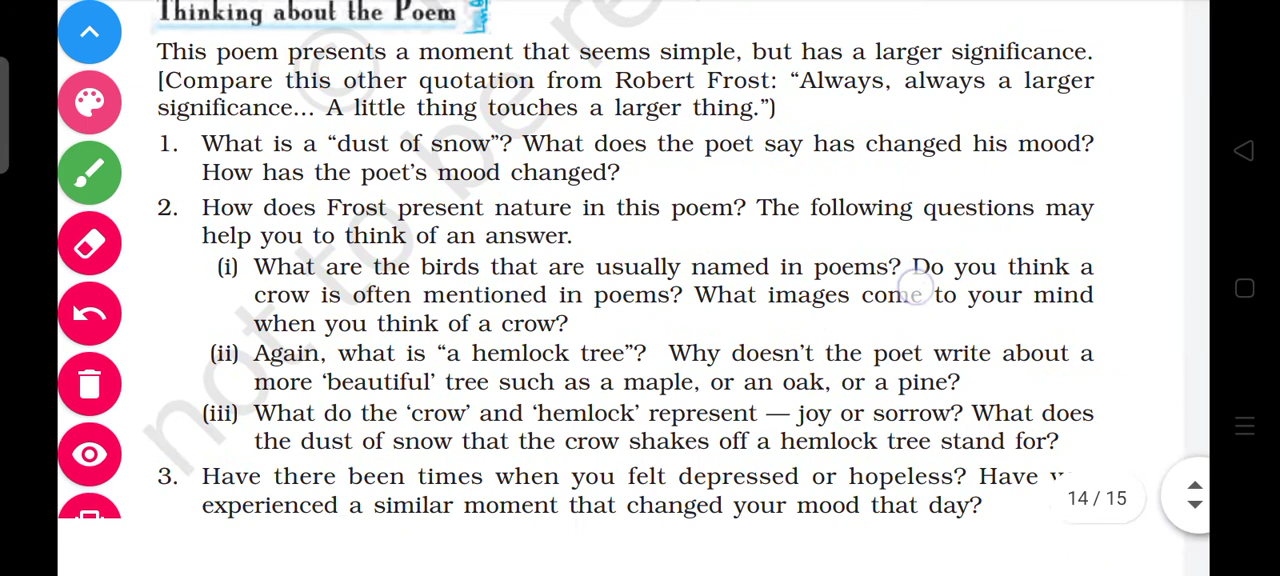 Thinking about the Poem
This poem presents a moment that seems simple, but has a larger significance.
[Compare this other quotation from Robert Frost: “Always, always a larger
significance... A little thing touches a larger thing.”)
1. What is a “dust of snow”? What does the poet say has changed his mood?
How has the poet’s mood changed?
2. How does Frost present nature in this poem? The following questions may
help you to think of an answer.
(i) What are the birds that are usually named in poems? Do you think a
crow is often mentioned in poems? What images come to your mind
when you think of a crow?
(ii) Again, what is “a hemlock tree”? Why doesn’t the poet write about a
more ‘beautiful’ tree such as a maple, or an oak, or a pine?
(iii) What do the ‘crow’ and ‘hemlock’ represent — joy or sorrow? What does
the dust of snow that the crow shakes off a hemlock tree stand for?
3. Have there been times when you felt depressed or hopeless? Have
experienced a similar moment that changed your mood that day?
14 / 15
© not to be re